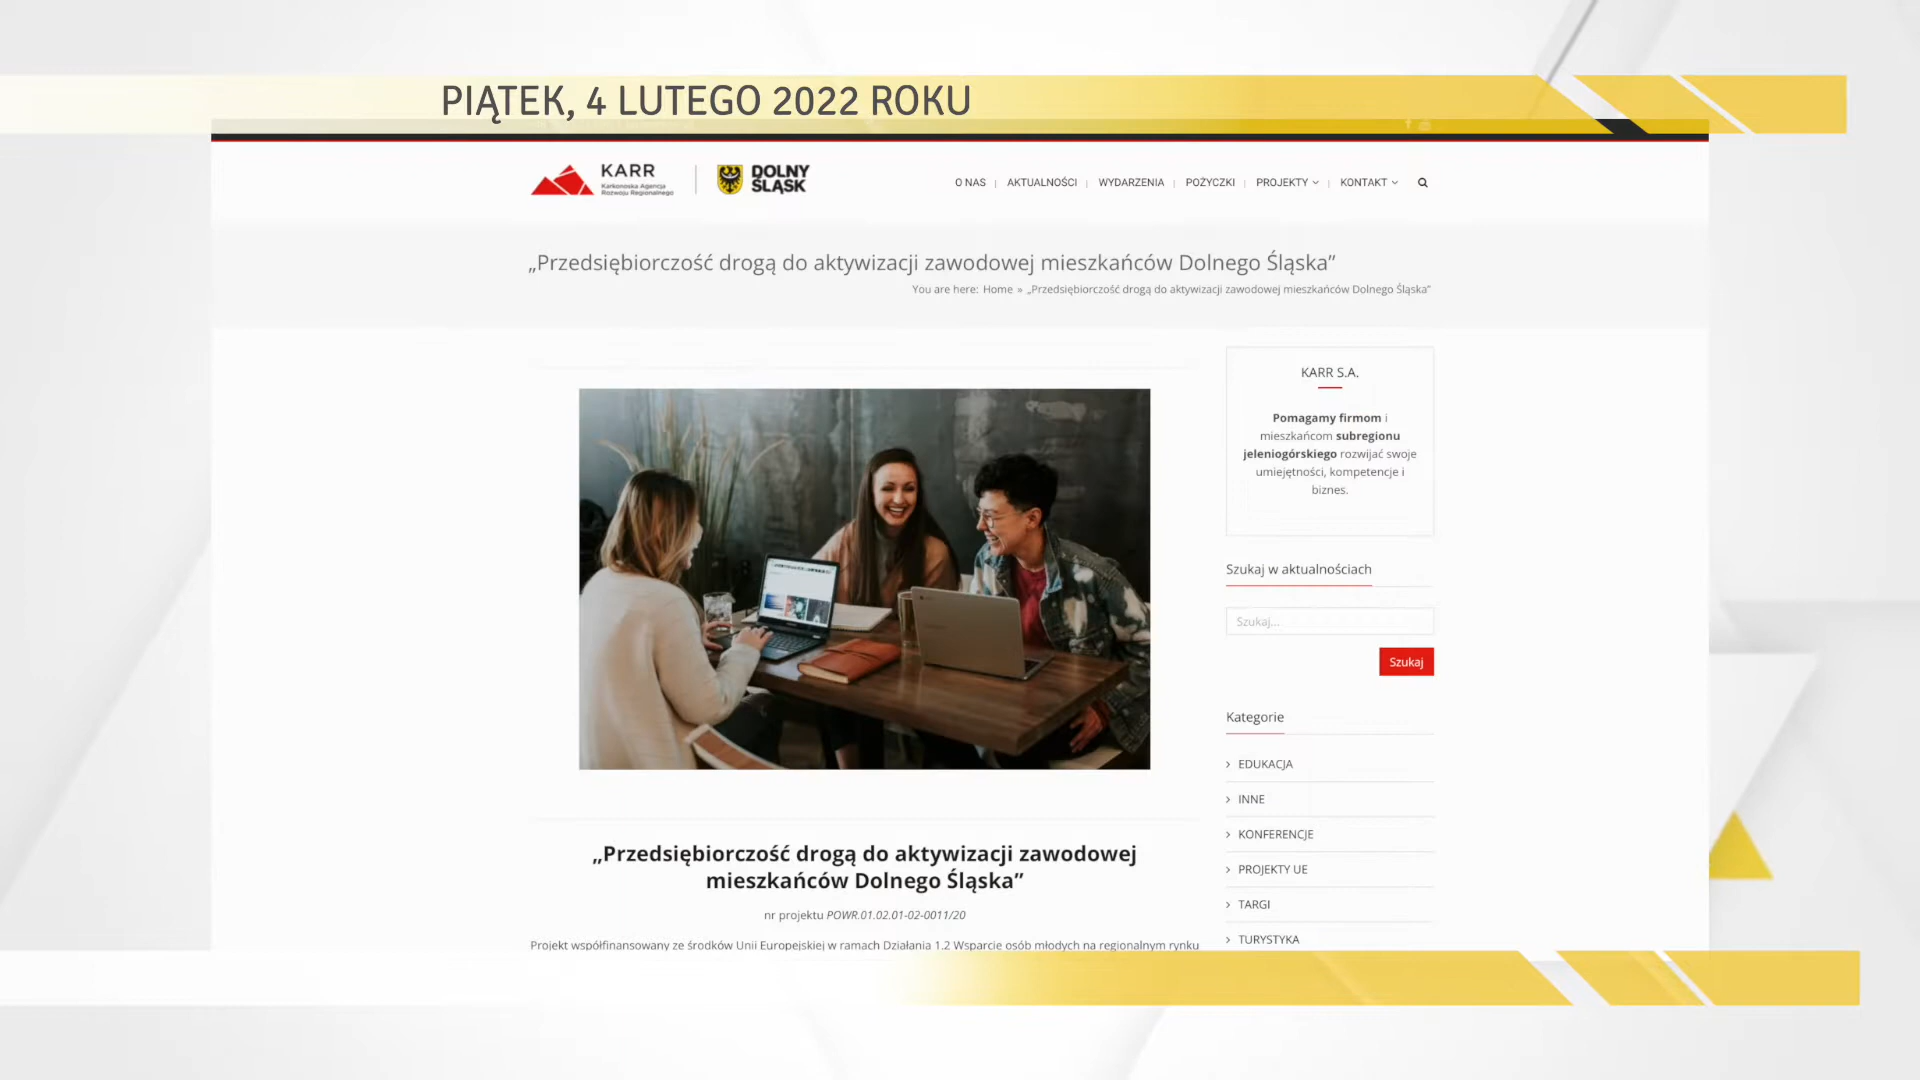 PIĄTEK, 4 LUTEGO 2022 ROKU
KARR
Karkonoska Agencja
Rozwoju Regionalnego
DOLNY
ŚLĄSK
O NAS
AKTUALNOŚCI
WYDARZENIA
POŻYCZKI
PROJEKTY
KONTAKT
„Przedsiębiorczość drogą do aktywizacji zawodowej mieszkańców Dolnego Śląska”
You are here: Home » „Przedsiębiorczość drogą do aktywizacji zawodowej mieszkańców Dolnego Śląska”
KARR S.A.
Pomagamy firmom i
mieszkańcom subregionu
jeleniogórskiego rozwijać swoje
umiejętności, kompetencje i
biznes.
Szukaj w aktualnościach
Szukaj...
Szukaj
Kategorie
EDUKACJA
INNE
KONFERENCJE
PROJEKTY UE
TARGI
TURYSTYKA
„Przedsiębiorczość drogą do aktywizacji zawodowej
mieszkańców Dolnego Śląska”
nr projektu POWR.01.02.01-02-0011/20
Projekt współfinansowany ze środków Unii Europejskiej w ramach Działania 1.2 Wsparcie osób młodych na regionalnym rynku